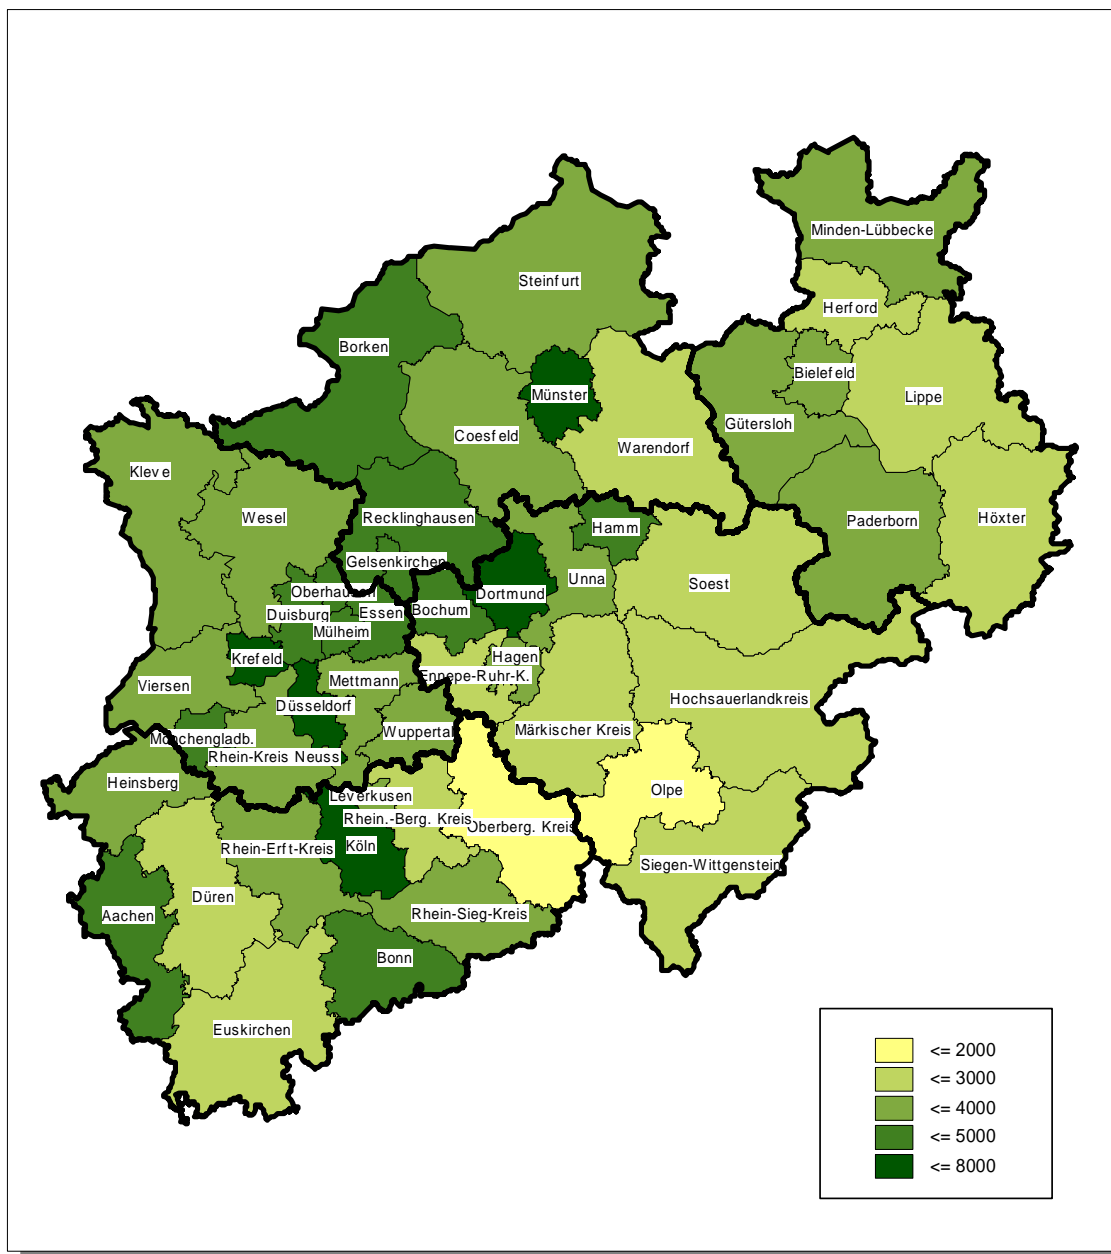 Minden-Lübbecke
Steinfurt
Herford
Borken
Bielefeld
Münster
Lippe
Gütersloh
Coesfeld
Warendorf
Kleve
Wesel
Recklinghausen
Hamm
Paderborn
Höxter
Gelsenkirchen
Unna
Soest
Oberhausen
Dortmund
Duisburg
Essen
Bochum
Mülheim
Krefeld
Hagen
Ennepe-Ruhr-K.
Viersen
Mettmann
Hochsauerlandkreis
Düsseldorf
Wuppertal
Märkischer Kreis
Mönchengladb.
Rhein-Kreis Neuss
Heinsberg
Leverkusen
Olpe
Rhein.-Berg. Kreis
Oberberg. Kreis
Rhein-Erft-Kreis
Köln
Siegen-Wittgenstein
Düren
Aachen
Rhein-Sieg-Kreis
Bonn
Euskirchen
<= 2000
<= 3000
<= 4000
<= 5000
<= 8000